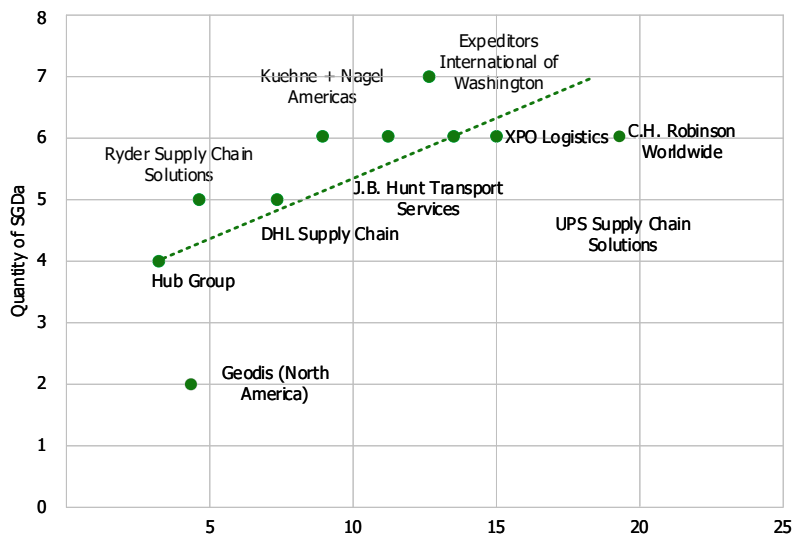 8
Expeditors
International of
Washington
7
Kuehne + Nagel
Americas
6
XPO Logistics
C.H. Robinson
Worldwide
Ryder Supply Chain
Solutions
J.B. Hunt Transport
Services
5
UPS Supply Chain
Solutions
DHL Supply Chain
4
Hub Group
Quantity of SGDa
3
Geodis (North
America)
2
1
0
5
10
15
20
25